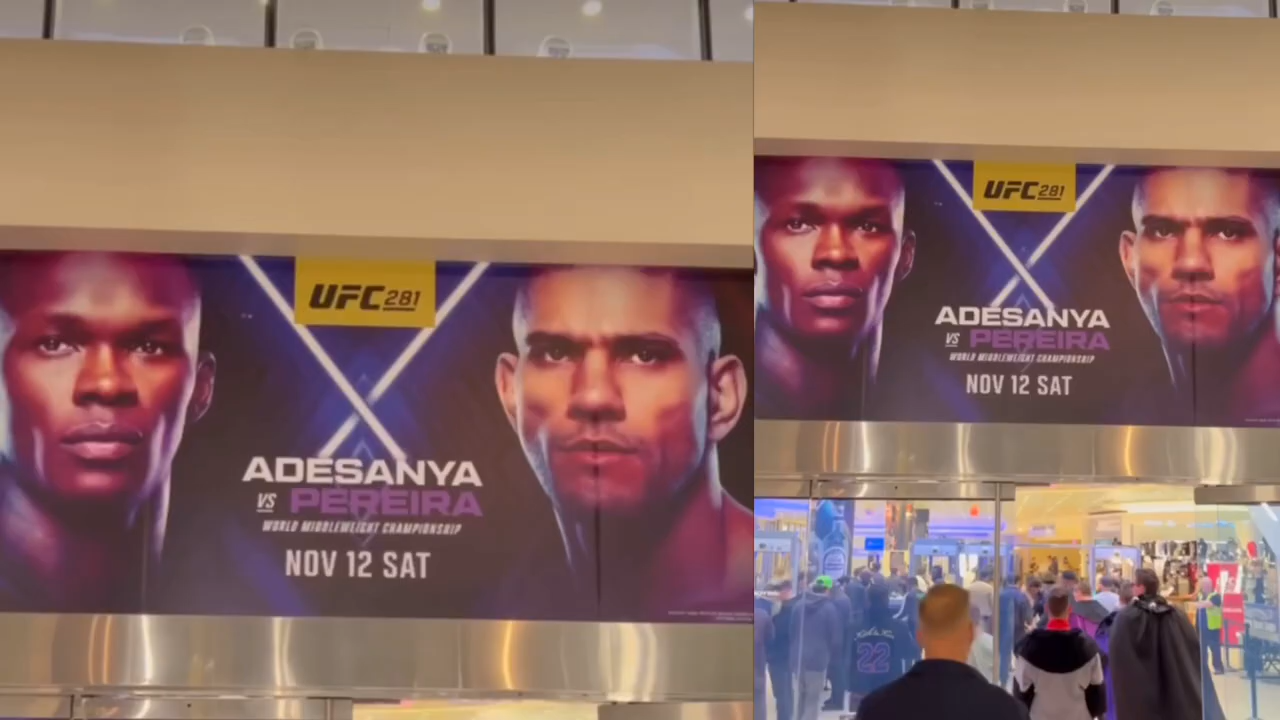 UFC 281
ADESANYA
VS PEREIRA
WORLD MIDDLEWEIGHT CHAMPIONSHIP
NOV 12 SAT
UFC 281
ADESANYA
VS PEREIRA
WORLD MIDDLEWEIGHT CHAMPIONSHIP
NOV 12 SAT
22